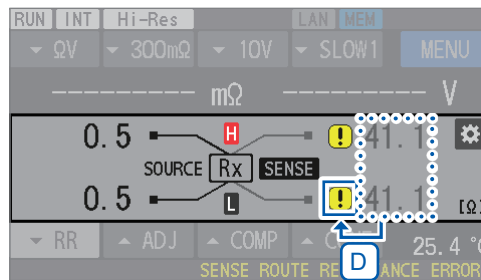 RUN INT Hi-Res LAN MEM
ΩV 300mΩ 10V SLOW1 MENU
---------- mΩ ---------- V
0.5 H ! 41.1
SOURCE Rx SENSE
0.5 L ! 41.1 [Ω]
RR ADJ COMP 25.4
D
SENSE ROUTE ERROR